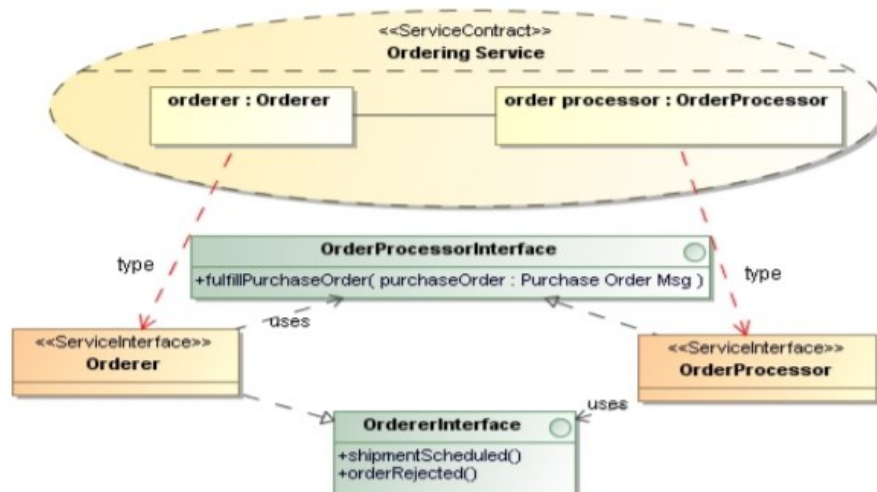 <<ServiceContract>>
Ordering Service
orderer : Orderer
order processor : OrderProcessor
type
OrderProcessorInterface
+fulfillPurchaseOrder( purchaseOrder : Purchase Order Msg )
type
uses
<<ServiceInterface>>
Orderer
<<ServiceInterface>>
OrderProcessor
uses
OrdererInterface
+shipmentScheduled()
+orderRejected()